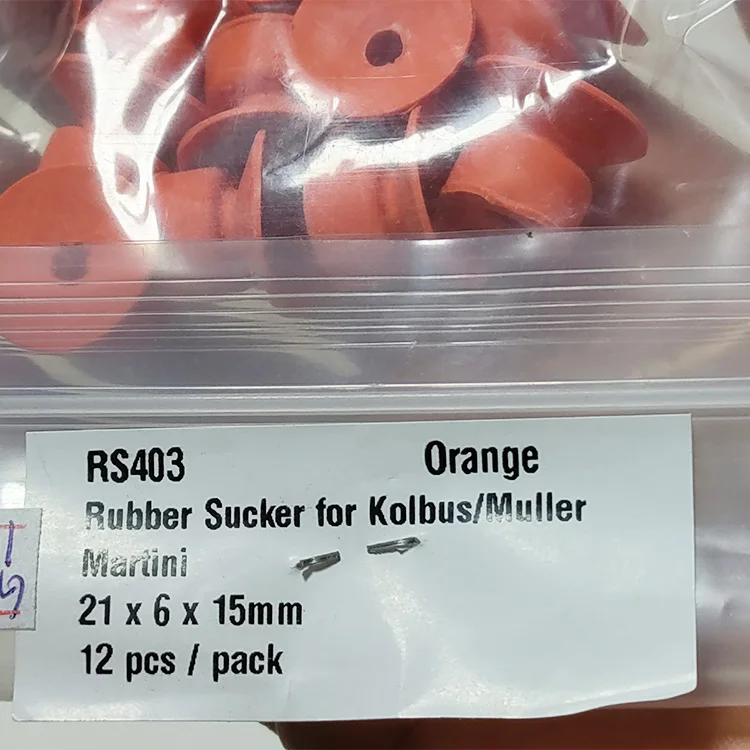 RS403 Orange
Rubber Sucker for Kolbus/Muller
Martini
21 x 6 x 15mm
12 pcs / pack